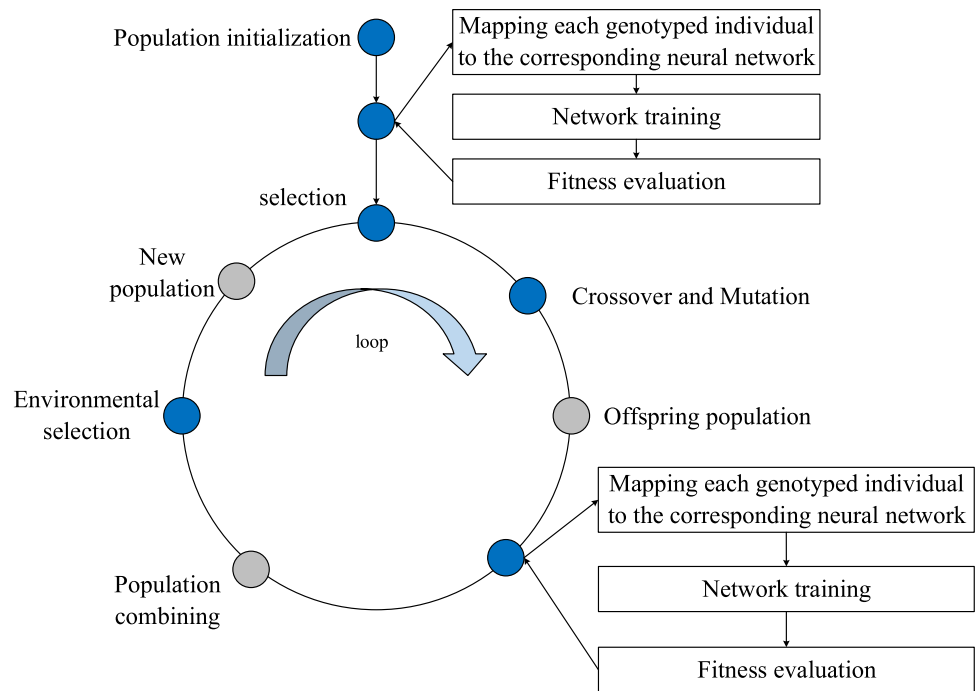 Population initialization
Mapping each genotyped individual
to the corresponding neural network
Network training
Fitness evaluation
selection
New
population
Crossover and Mutation
loop
Environmental
selection
Offspring population
Mapping each genotyped individual
to the corresponding neural network
Network training
Fitness evaluation
Population
combining